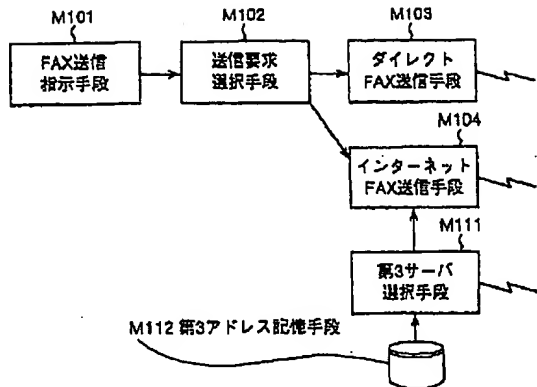 M101
M102
M103
FAX送信
指示手段
送信要求
選択手段
ダイレクト
FAX送信手段
M104
インターネット
FAX送信手段
M111
第3サーバ
選択手段
M112 第3アドレス記憶手段